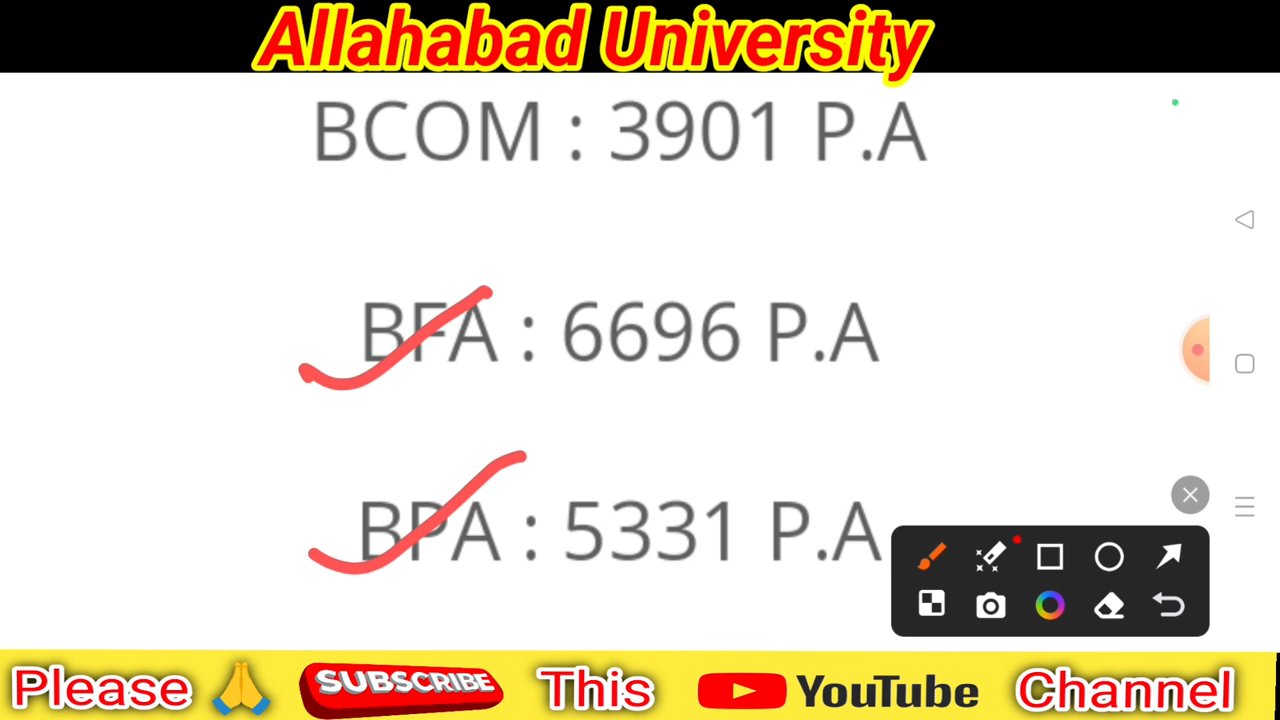 Allahabad University
BCOM : 3901 P.A
BFA : 6696 P.A
BPA : 5331 P.A
Please 🙏 SUBSCRIBE This YouTube Channel